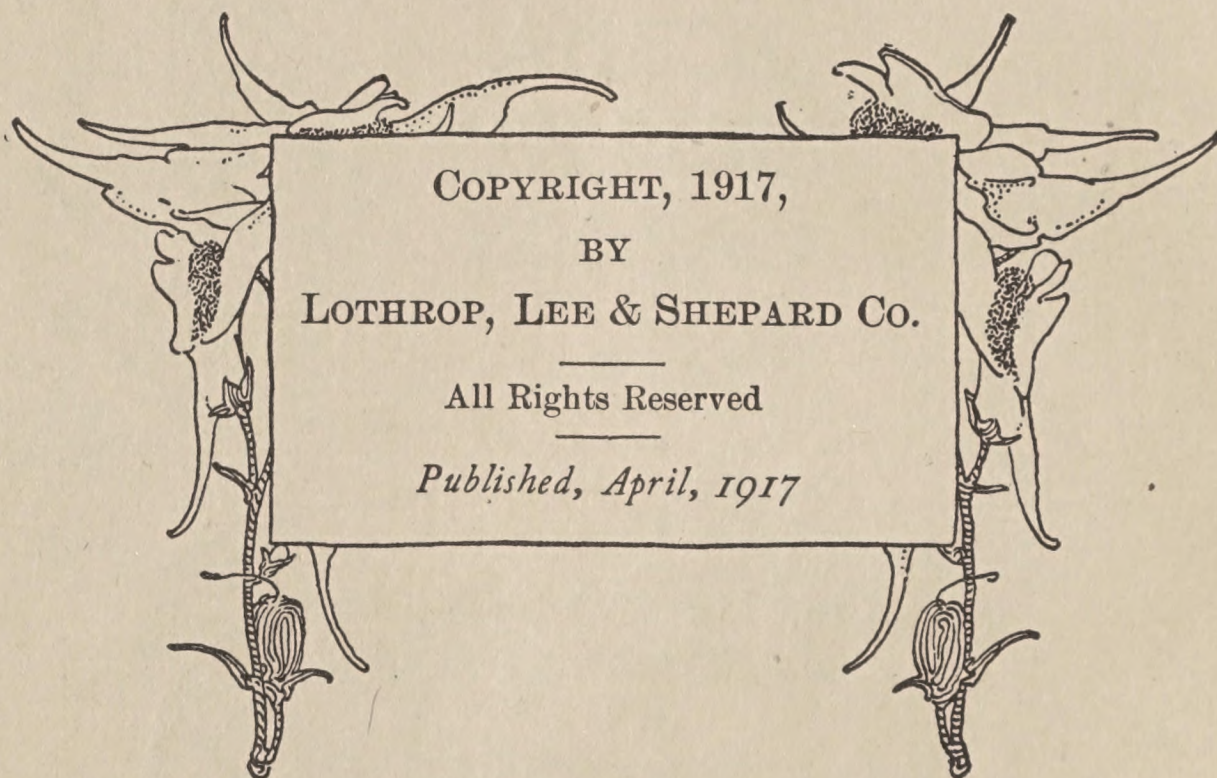 COPYRIGHT, 1917,
BY
LOTHROP, LEE & SHEPARD CO.
All Rights Reserved
Published, April, 1917